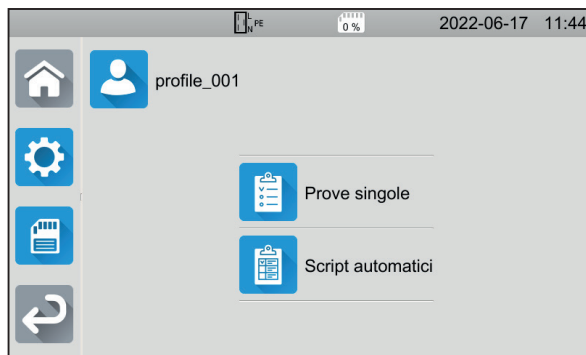 L
N PE
0 %
2022-06-17 11:44
profile_001
Prove singole
Script automatici